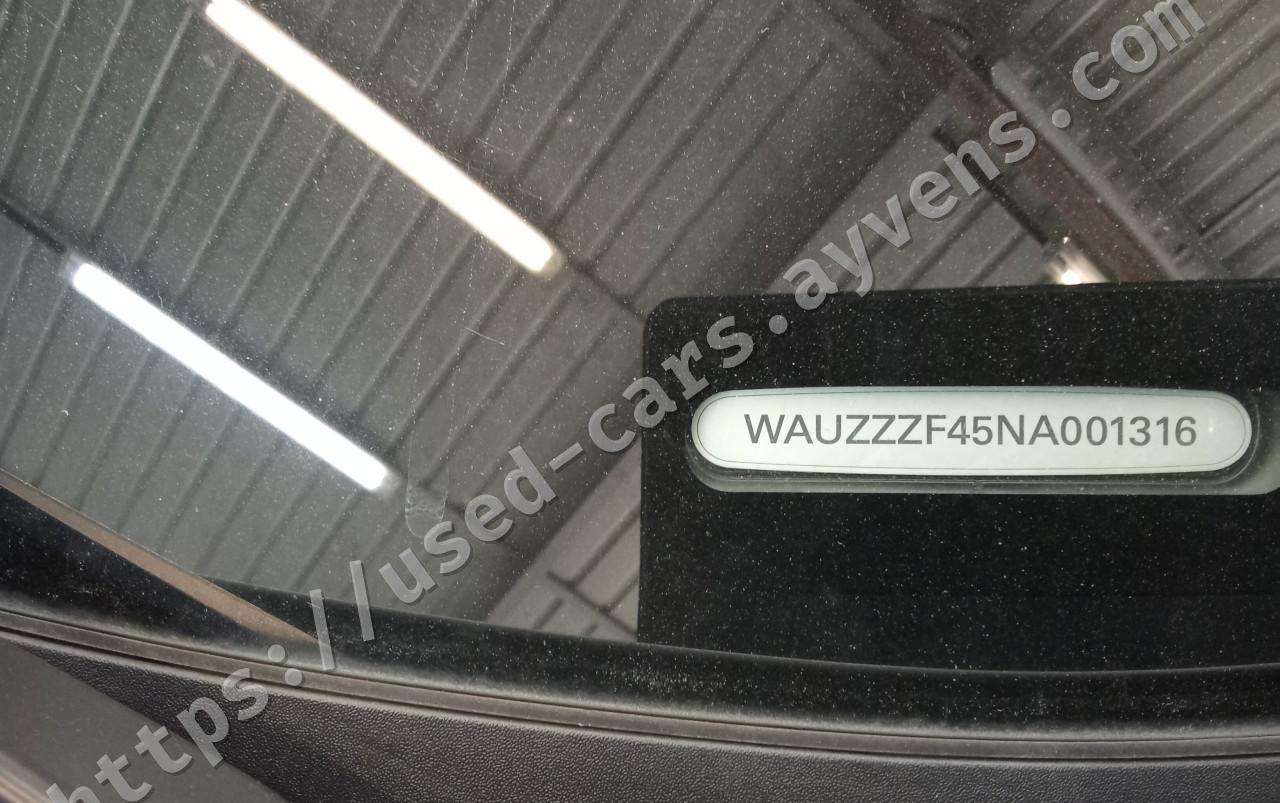 https://used-cars.ayvens.com
WAUZZZF45NA001316